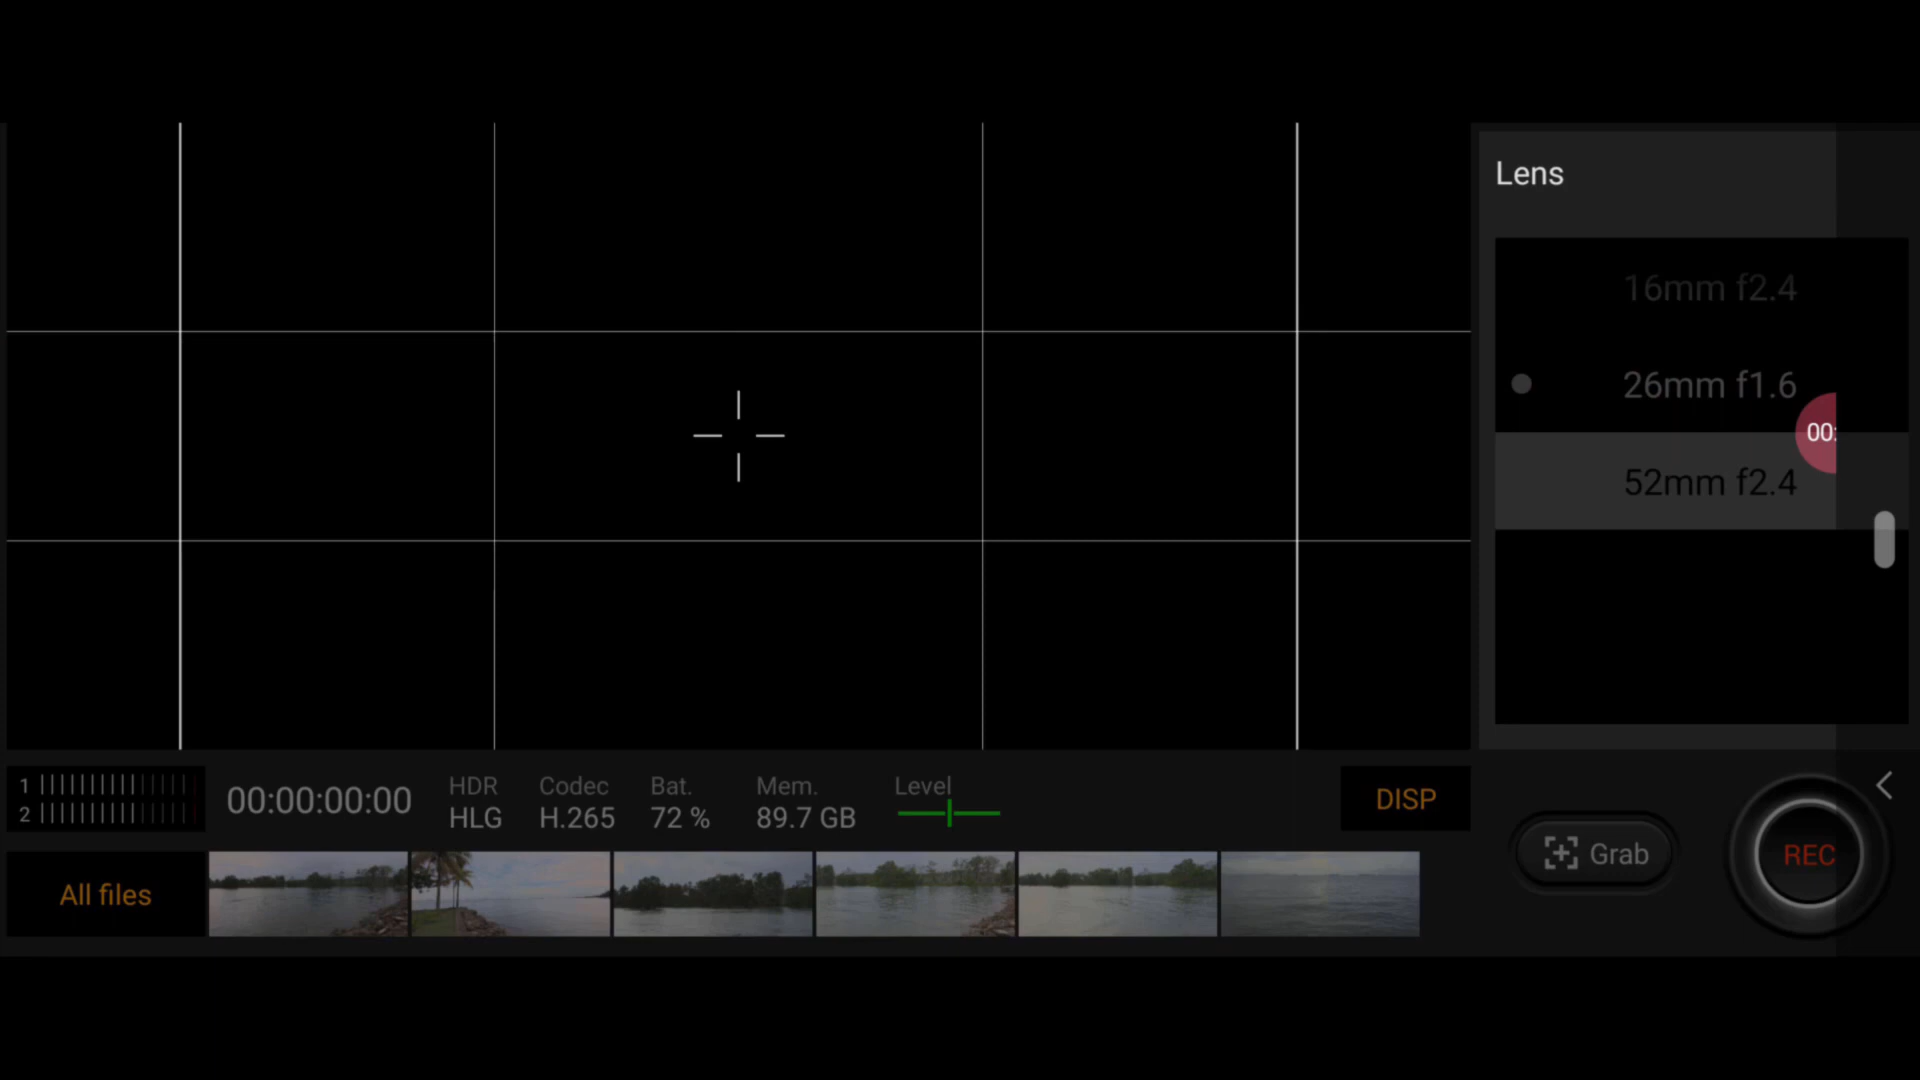 Lens
16mm f2.4
26mm f1.6
00:
52mm f2.4
1
2
00:00:00:00
HDR
HLG
Codec
H.265
Bat.
72 %
Mem.
89.7 GB
Level
DISP
Grab
REC
All files